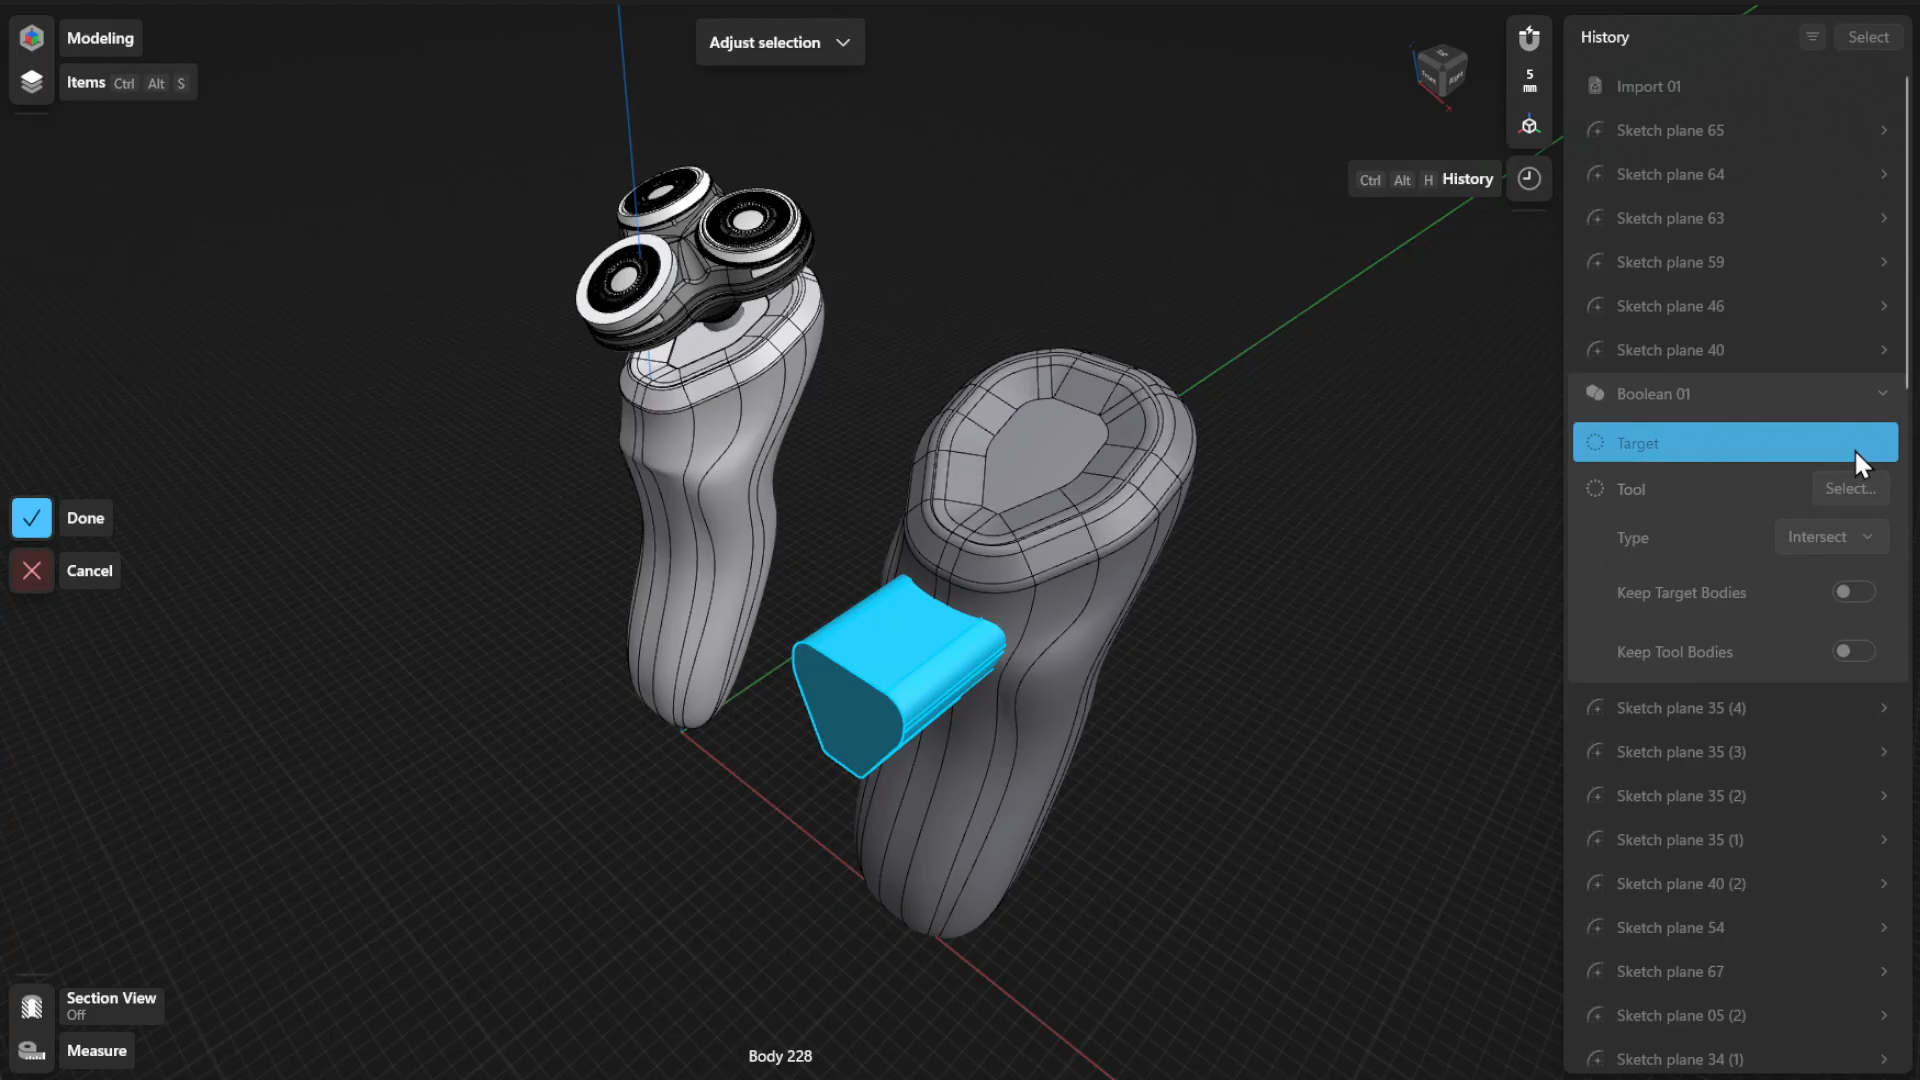 Modeling
Items Ctrl Alt S
Adjust selection
5
mm
Ctrl Alt H History
Done
Cancel
Section View
Off
Measure
Body 228
History
Select
Import 01
Sketch plane 65
Sketch plane 64
Sketch plane 63
Sketch plane 59
Sketch plane 46
Sketch plane 40
Boolean 01
Target
Tool Select...
Type Intersect
Keep Target Bodies
Keep Tool Bodies
Sketch plane 35 (4)
Sketch plane 35 (3)
Sketch plane 35 (2)
Sketch plane 35 (1)
Sketch plane 40 (2)
Sketch plane 54
Sketch plane 67
Sketch plane 05 (2)
Sketch plane 34 (1)